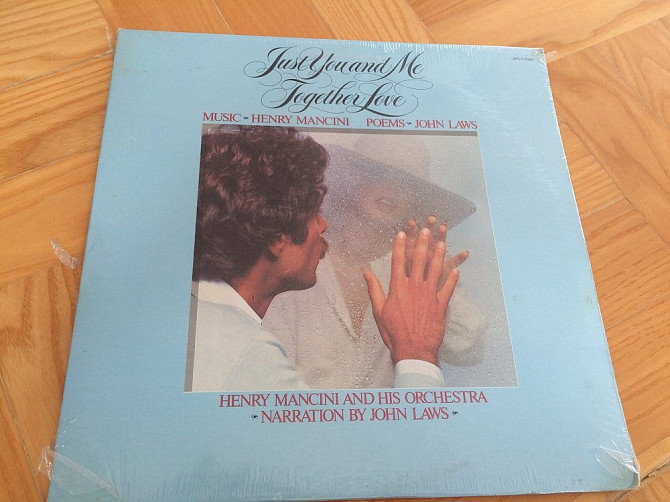 Just You and Me
Together Love
MUSIC ~ HENRY MANCINI POEMS ~ JOHN LAWS
HENRY MANCINI AND HIS ORCHESTRA
~ NARRATION BY JOHN LAWS ~